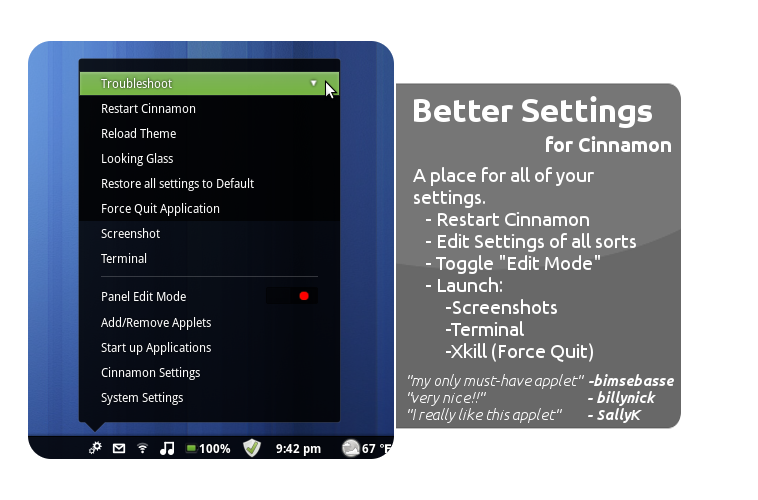 Troubleshoot
Restart Cinnamon
Reload Theme
Looking Glass
Restore all settings to Default
Force Quit Application
Screenshot
Terminal
Panel Edit Mode
Add/Remove Applets
Start up Applications
Cinnamon Settings
System Settings
100% 9:42 pm 67 °F
Better Settings
for Cinnamon
A place for all of your
settings.
- Restart Cinnamon
- Edit Settings of all sorts
- Toggle "Edit Mode"
- Launch:
-Screenshots
-Terminal
-Xkill (Force Quit)
"my only must-have applet" -bimsebasse
"very nice!!" - billynick
"I really like this applet" - SallyK